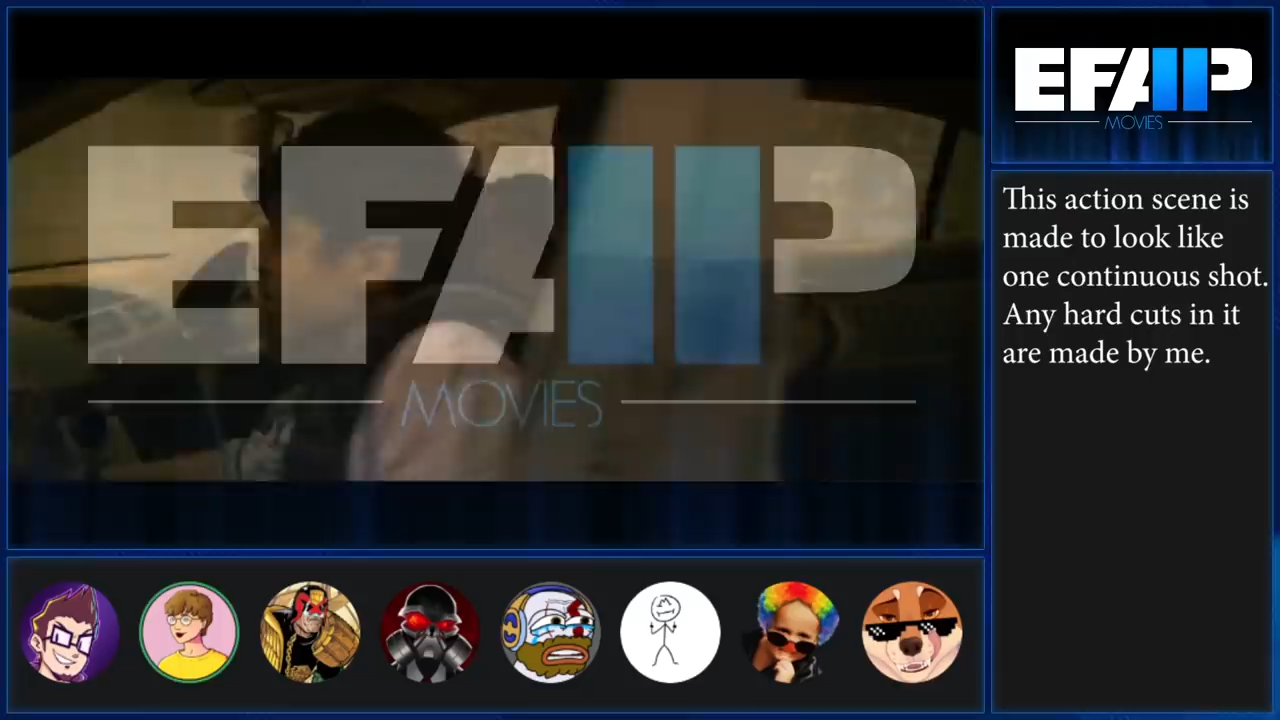 EFAP
MOVIES
EFAP
MOVIES
This action scene is
made to look like
one continuous shot.
Any hard cuts in it
are made by me.